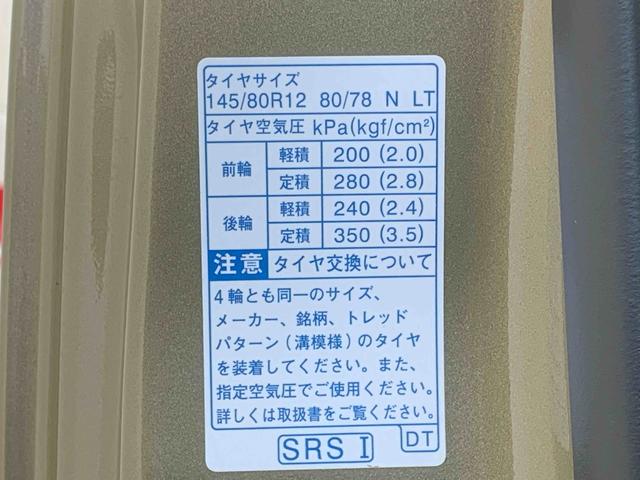 タイヤサイズ
145/80R12 80/78 N LT
タイヤ空気圧 kPa(kgf/cm²)
前輪 軽積 200 (2.0)
定積 280 (2.8)
後輪 軽積 240 (2.4)
定積 350 (3.5)
注意 タイヤ交換について
4輪とも同一のサイズ、
メーカー、銘柄、トレッド
パターン（溝模様）のタイヤ
を装着してください。また、
指定空気圧でご使用ください。
詳しくは取扱書をご覧ください。
SRS I DT